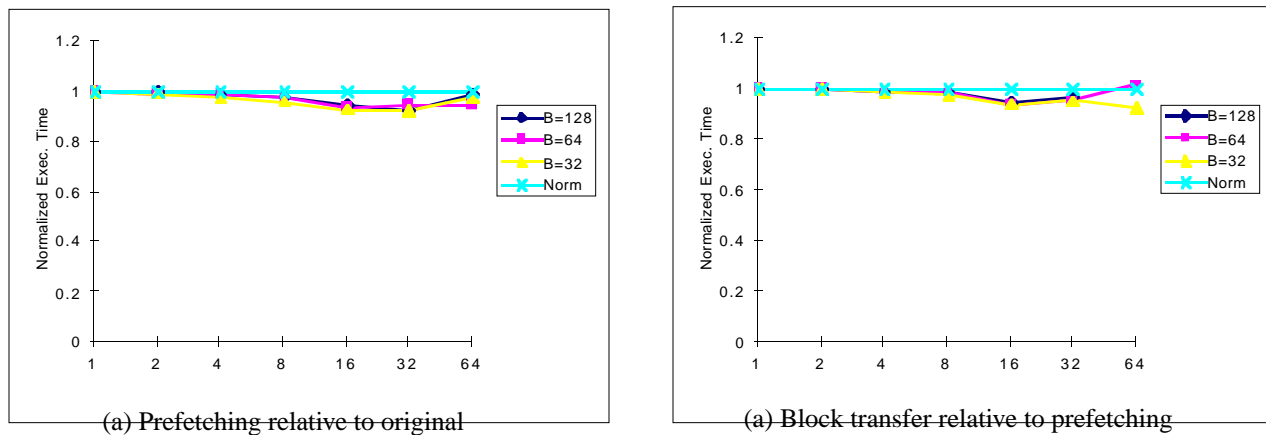 1.2
1
0.8
0.6
0.4
0.2
0
Normalized Exec. Time
1 2 4 8 16 32 64
B=128
B=64
B=32
Norm
(a) Prefetching relative to original
1.2
1
0.8
0.6
0.4
0.2
0
Normalized Exec. Time
1 2 4 8 16 32 64
B=128
B=64
B=32
Norm
(a) Block transfer relative to prefetching